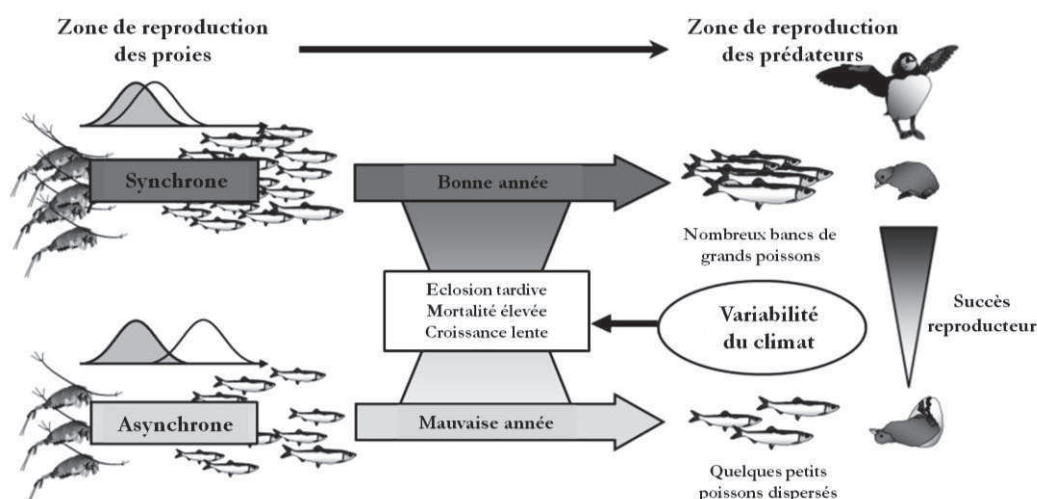 Zone de reproduction
des proies
Zone de reproduction
des prédateurs
Synchrone
Bonne année
Nombreux bancs de
grands poissons
Eclosion tardive
Mortalité élevée
Croissance lente
Variabilité
du climat
Succès
reproducteur
Asynchrone
Mauvaise année
Quelques petits
poissons dispersés